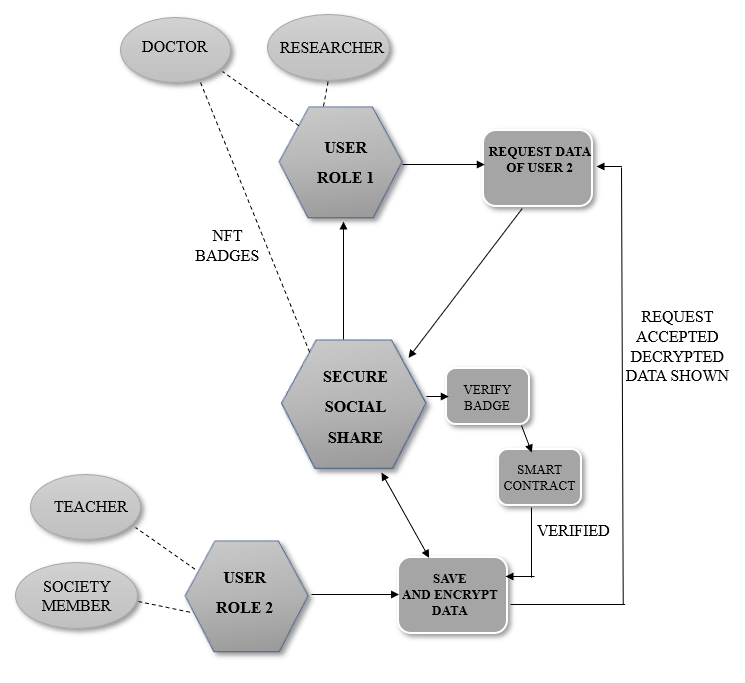 DOCTOR
RESEARCHER
USER
ROLE 1
REQUEST DATA
OF USER 2
NFT
BADGES
REQUEST
ACCEPTED
DECRYPTED
DATA SHOWN
SECURE
SOCIAL
SHARE
VERIFY
BADGE
SMART
CONTRACT
VERIFIED
TEACHER
SOCIETY
MEMBER
USER
ROLE 2
SAVE
AND ENCRYPT
DATA